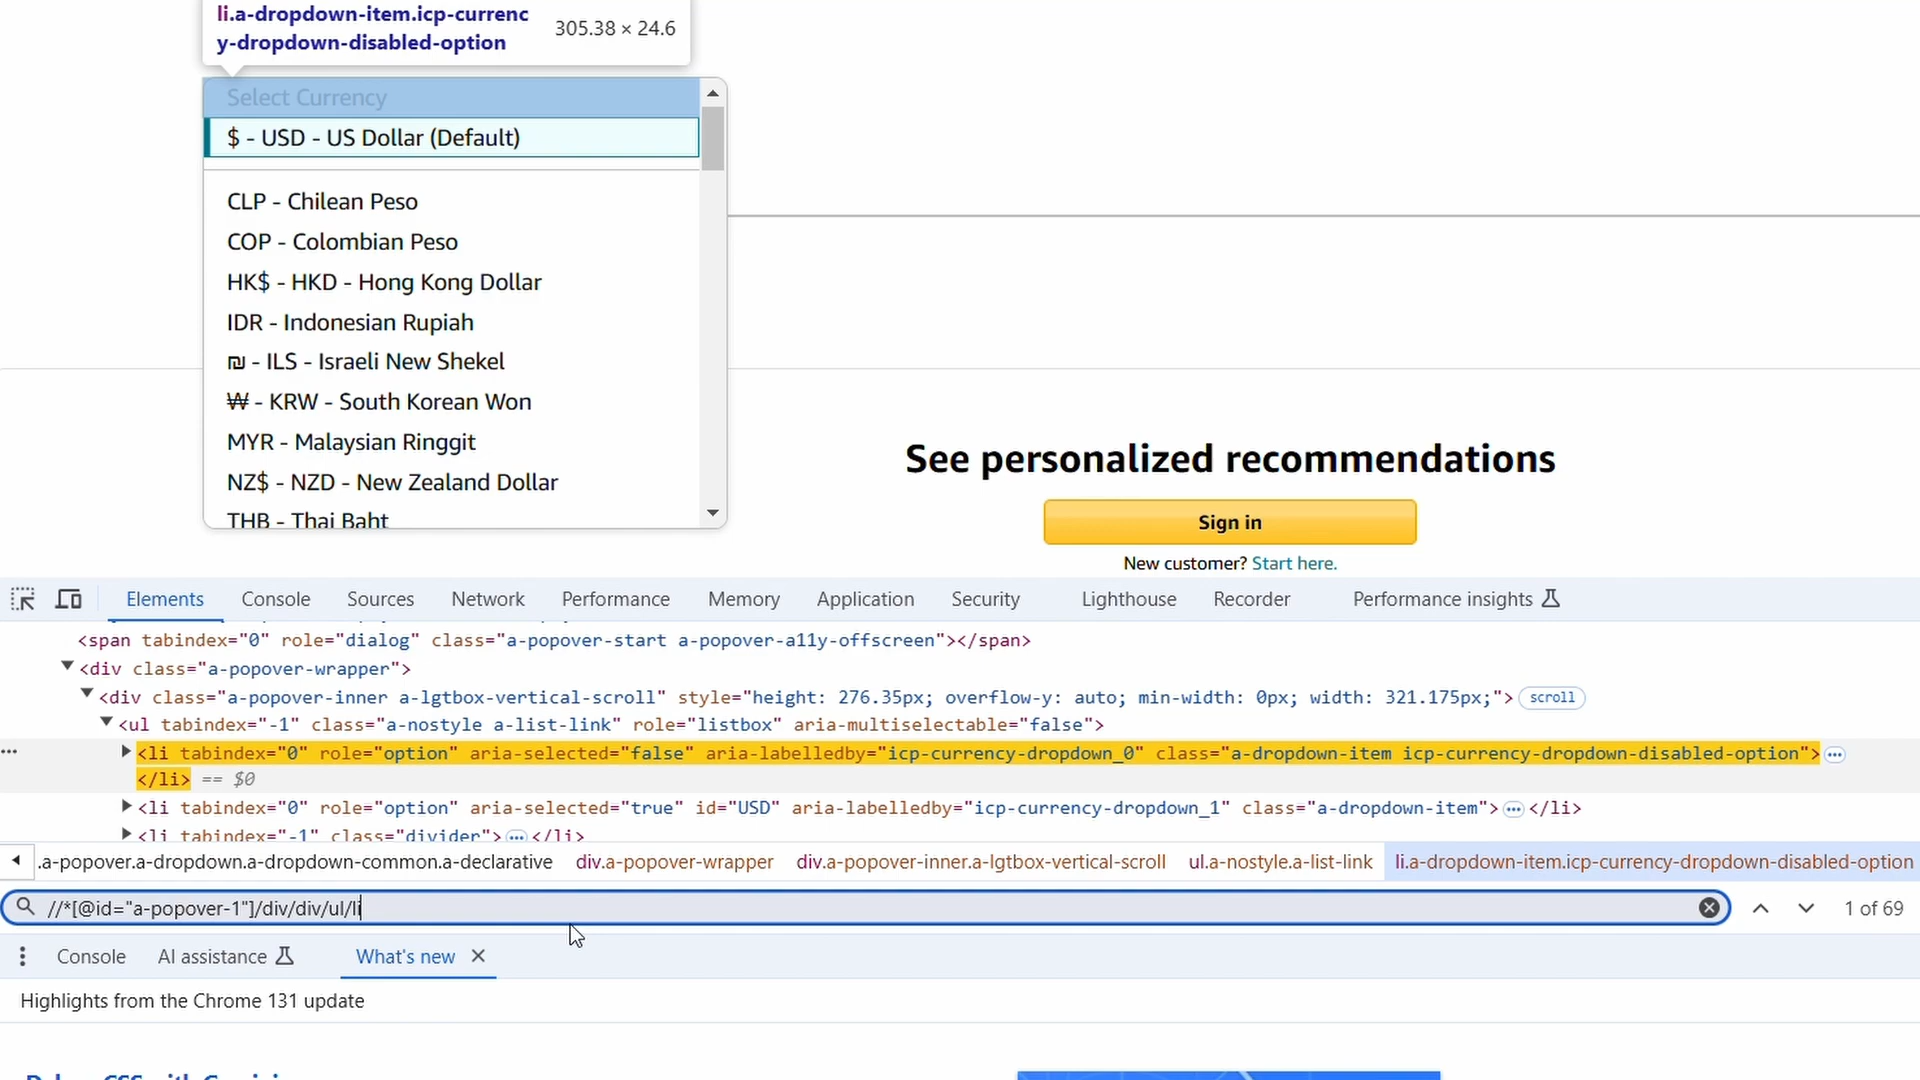 li.a-dropdown-item.icp-currenc
y-dropdown-disabled-option
305.38 × 24.6
Select Currency
$ - USD - US Dollar (Default)
CLP - Chilean Peso
COP - Colombian Peso
HK$ - HKD - Hong Kong Dollar
IDR - Indonesian Rupiah
₪ - ILS - Israeli New Shekel
₩ - KRW - South Korean Won
MYR - Malaysian Ringgit
NZ$ - NZD - New Zealand Dollar
THB - Thai Baht
See personalized recommendations
Sign in
New customer? Start here.
Elements Console Sources Network Performance Memory Application Security Lighthouse Recorder Performance insights
<span tabindex="0" role="dialog" class="a-popover-start a-popover-a11y-offscreen"></span>
<div class="a-popover-wrapper">
<div class="a-popover-inner a-lgtbox-vertical-scroll" style="height: 276.35px; overflow-y: auto; min-width: 0px; width: 321.175px;"> scroll
<ul tabindex="-1" class="a-nostyle a-list-link" role="listbox" aria-multiselectable="false">
<li tabindex="0" role="option" aria-selected="false" aria-labelledby="icp-currency-dropdown_0" class="a-dropdown-item icp-currency-dropdown-disabled-option"> …
</li> == $0
<li tabindex="0" role="option" aria-selected="true" id="USD" aria-labelledby="icp-currency-dropdown_1" class="a-dropdown-item"> … </li>
<li tabindex="-1" class="divider"> … </li>
.a-popover.a-dropdown.a-dropdown-common.a-declarative div.a-popover-wrapper div.a-popover-inner.a-lgtbox-vertical-scroll ul.a-nostyle.a-list-link li.a-dropdown-item.icp-currency-dropdown-disabled-option
//*[@id="a-popover-1"]/div/div/ul/li
1 of 69
Console AI assistance What's new
Highlights from the Chrome 131 update